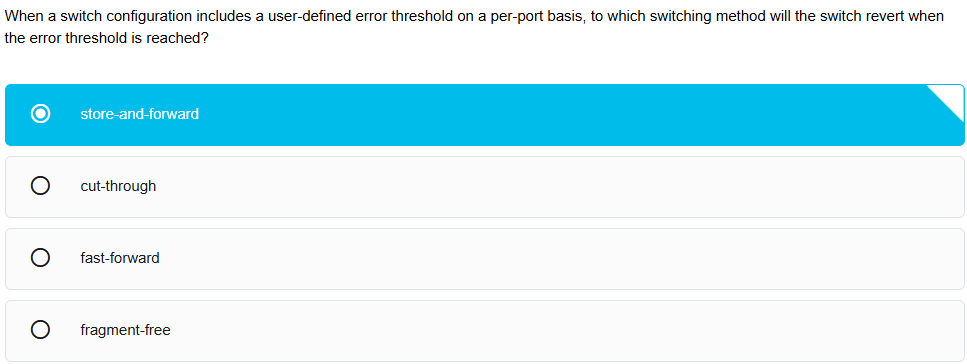 When a switch configuration includes a user-defined error threshold on a per-port basis, to which switching method will the switch revert when
the error threshold is reached?
store-and-forward
cut-through
fast-forward
fragment-free